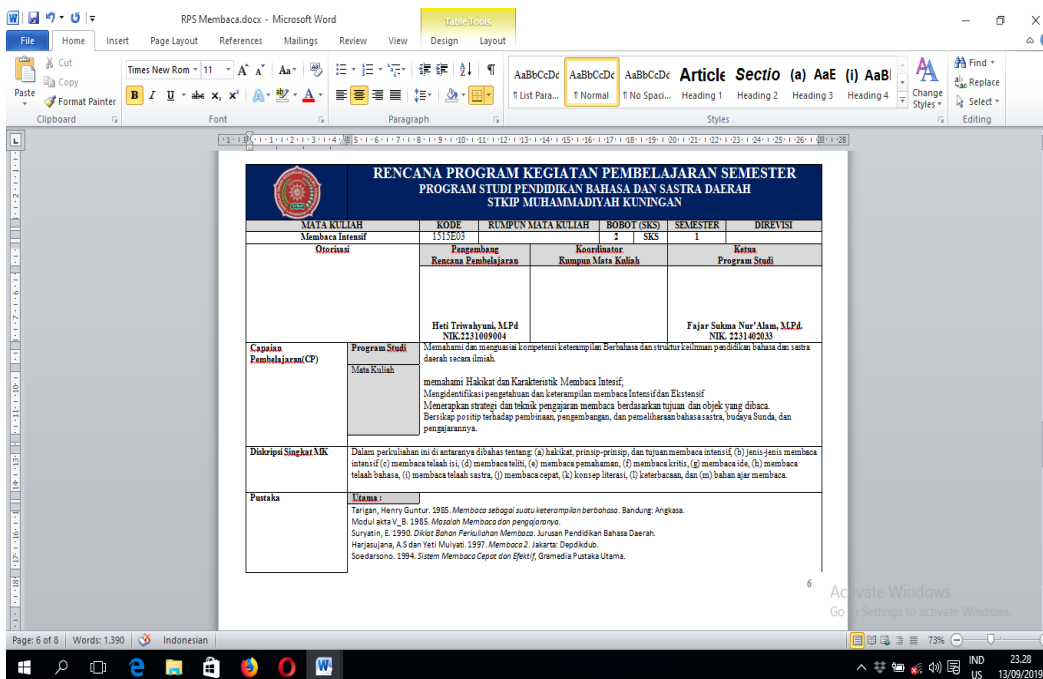 RPS Membaca.docx - Microsoft Word
Table Tools
File Home Insert Page Layout References Mailings Review View Design Layout
Paste
Cut
Copy
Format Painter
Clipboard
Times New Rom 11
Font
Paragraph
AaBbCcDd AaBbCcDd AaBbCcDd Article Sectio (a) AaE (i) AaBl
¶ List Para... ¶ Normal ¶ No Spaci... Heading 1 Heading 2 Heading 3 Heading 4
Change Styles
Styles
Find
Replace
Select
Editing
RENCANA PROGRAM KEGIATAN PEMBELAJARAN SEMESTER
PROGRAM STUDI PENDIDIKAN BAHASA DAN SASTRA DAERAH
STKIP MUHAMMADIYAH KUNINGAN
MATA KULIAH KODE RUMPUN MATA KULIAH BOBOT (SKS) SEMESTER DIREVISI
Membaca Intensif 1515E03 2 SKS 1
Otorisasi
Pengembang
Rencana Pembelajaran
Koordinator
Rumpun Mata Kuliah
Ketua
Program Studi
Heti Triwahyuni, M.Pd
NIK.2231009004
Fajar Sukma Nur'Alam, M.Pd.
NIK. 2231402033
Capaian
Pembelajaran(CP)
Program Studi
Memahami dan menguasai kompetensi keterampilan Berbahasa dan struktur keilmuan pendidikan bahasa dan sastra
daerah secara ilmiah.
Mata Kuliah
memahami Hakikat dan Karakteristik Membaca Intesif;
Mengidentifikasi pengetahuan dan keterampilan membaca Intensif dan Ekstensif
Menerapkan strategi dan teknik pengajaran membaca berdasarkan tujuan dan objek yang dibaca.
Bersikap positip terhadap pembinaan, pengembangan, dan pemeliharaan bahasa sastra, budaya Sunda, dan
pengajarannya.
Diskripsi Singkat MK
Dalam perkuliahan ini di antaranya dibahas tentang: (a) hakikat, prinsip-prinsip, dan tujuan membaca intensif, (b) jenis-jenis membaca
intensif (c) membaca telaah isi, (d) membaca teliti, (e) membaca pemahaman, (f) membaca kritis, (g) membaca ide, (h) membaca
telaah bahasa, (i) membaca telaah sastra, (j) membaca cepat, (k) konsep literasi, (l) keterbacaan, dan (m) bahan ajar membaca.
Pustaka
Utama :
Tarigan, Henry Guntur. 1985. Membaca sebagai suatu keterampilan berbahasa. Bandung: Angkasa.
Modul akta V_B. 1985. Masalah Membaca dan pengajaranya.
Suryatin, E. 1990. Diklat Bahan Perkuliahan Membaca. Jurusan Pendidikan Bahasa Daerah.
Harjasujana, A.S dan Yeti Mulyati. 1997. Membaca 2. Jakarta: Depdikdub.
Soedarsono. 1994. Sistem Membaca Cepat dan Efektif, Gramedia Pustaka Utama.
6
Activate Windows
Go to Settings to activate Windows.
Page: 6 of 8 Words: 1.390 Indonesian
73%
IND
US
23.28
13/09/2019